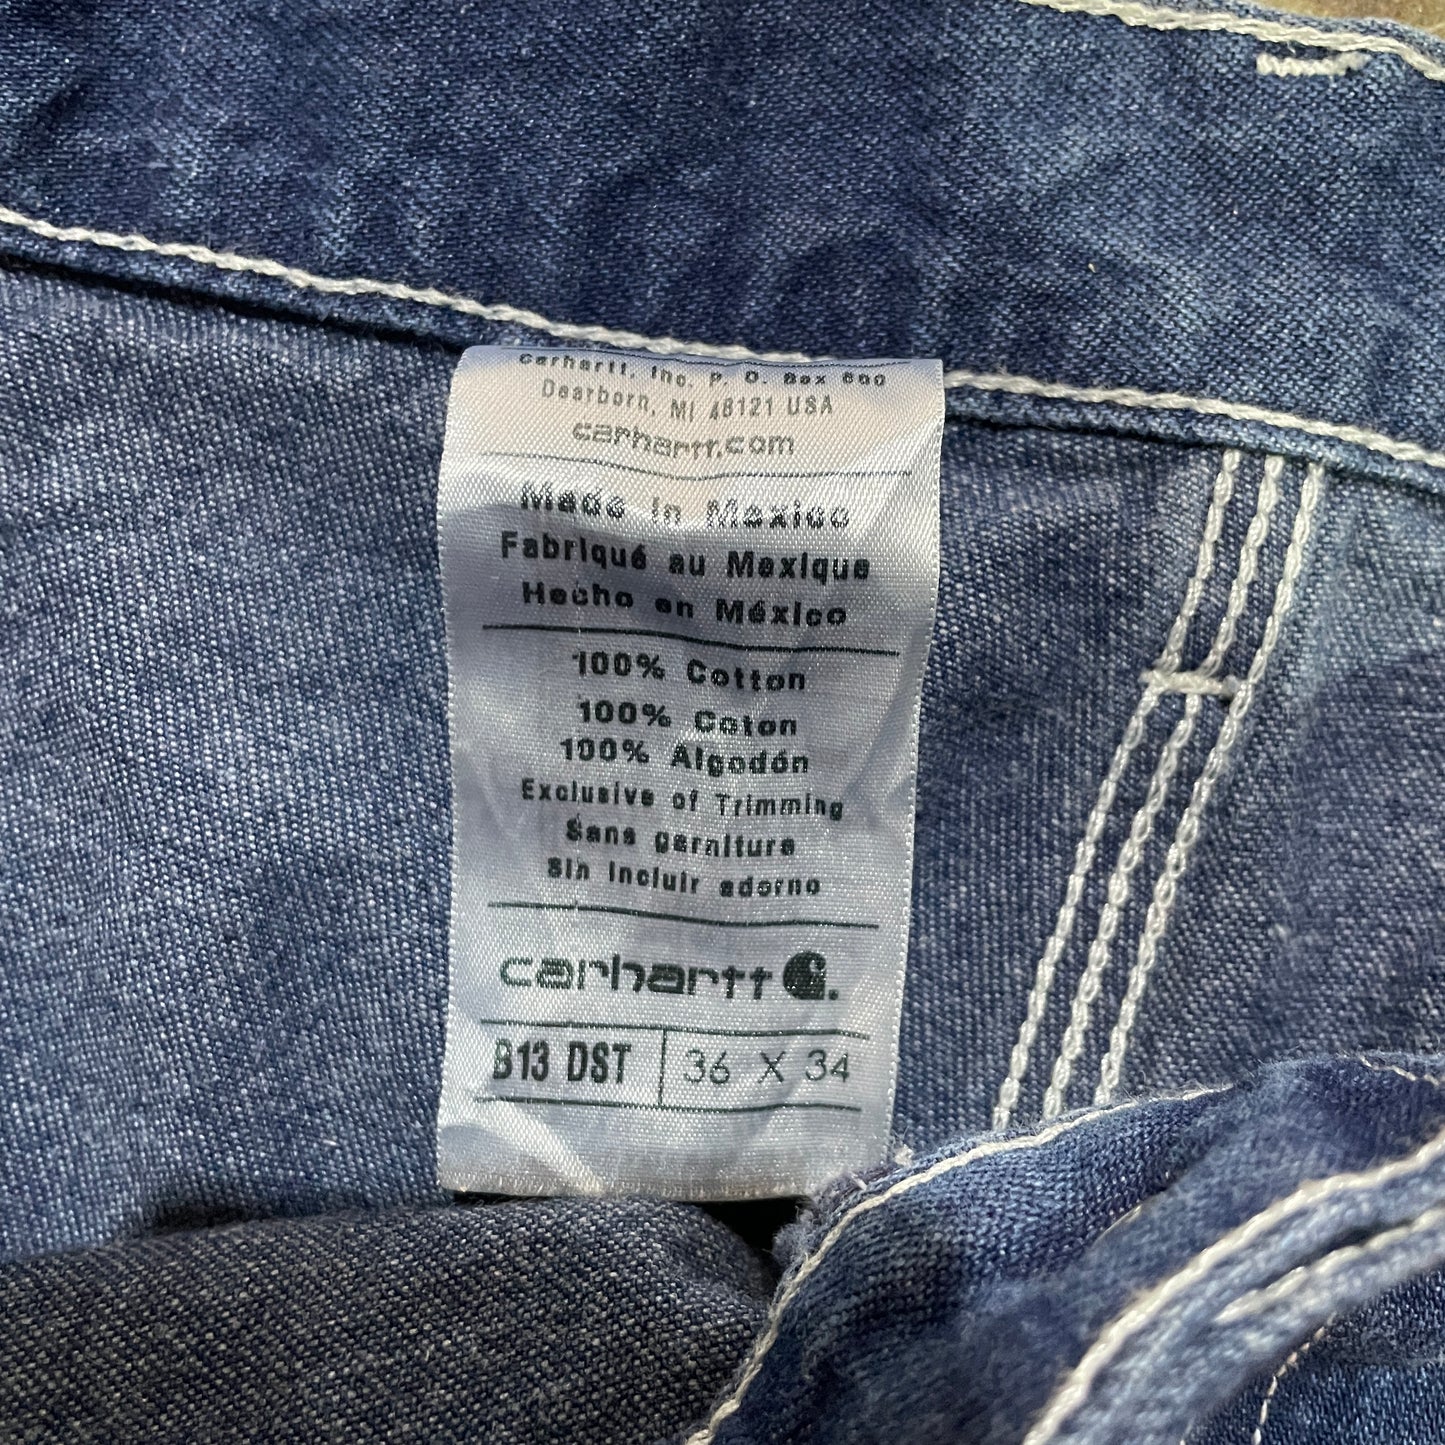 Carhartt, Inc. P. O. Box 600
Dearborn, MI 48121 USA
carhartt.com
Made in Mexico
Fabriqué au Mexique
Hecho en México
100% Cotton
100% Coton
100% Algodón
Exclusive of Trimming
Sans garniture
Sin incluir adorno
carhartt
B13 DST 36 X 34